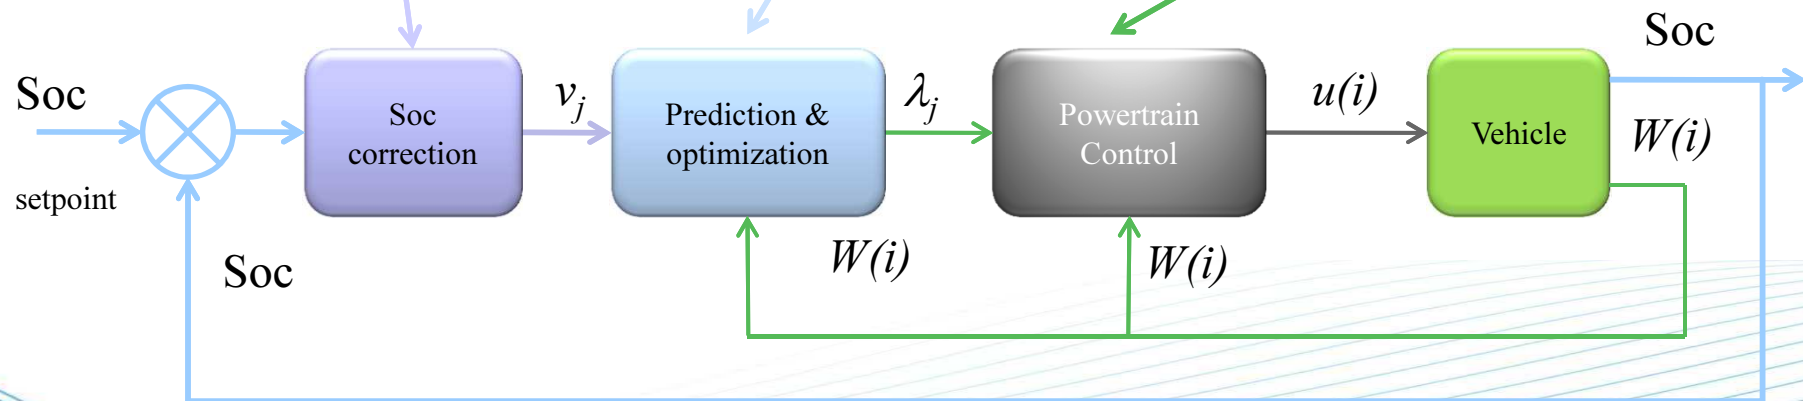 Soc
Soc
setpoint
Soc
correction
v_j
Prediction &
optimization
λ_j
Powertrain
Control
u(i)
Vehicle
W(i)
Soc
W(i)
W(i)